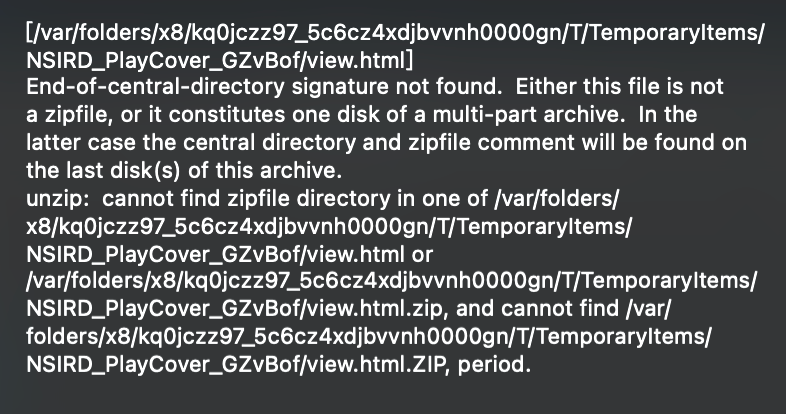 [/var/folders/x8/kq0jczz97_5c6cz4xdjbvvnh0000gn/T/TemporaryItems/
NSIRD_PlayCover_GZvBof/view.html]
End-of-central-directory signature not found.  Either this file is not
a zipfile, or it constitutes one disk of a multi-part archive.  In the
latter case the central directory and zipfile comment will be found on
the last disk(s) of this archive.
unzip:  cannot find zipfile directory in one of /var/folders/
x8/kq0jczz97_5c6cz4xdjbvvnh0000gn/T/TemporaryItems/
NSIRD_PlayCover_GZvBof/view.html or
/var/folders/x8/kq0jczz97_5c6cz4xdjbvvnh0000gn/T/TemporaryItems/
NSIRD_PlayCover_GZvBof/view.html.zip, and cannot find /var/
folders/x8/kq0jczz97_5c6cz4xdjbvvnh0000gn/T/TemporaryItems/
NSIRD_PlayCover_GZvBof/view.html.ZIP, period.